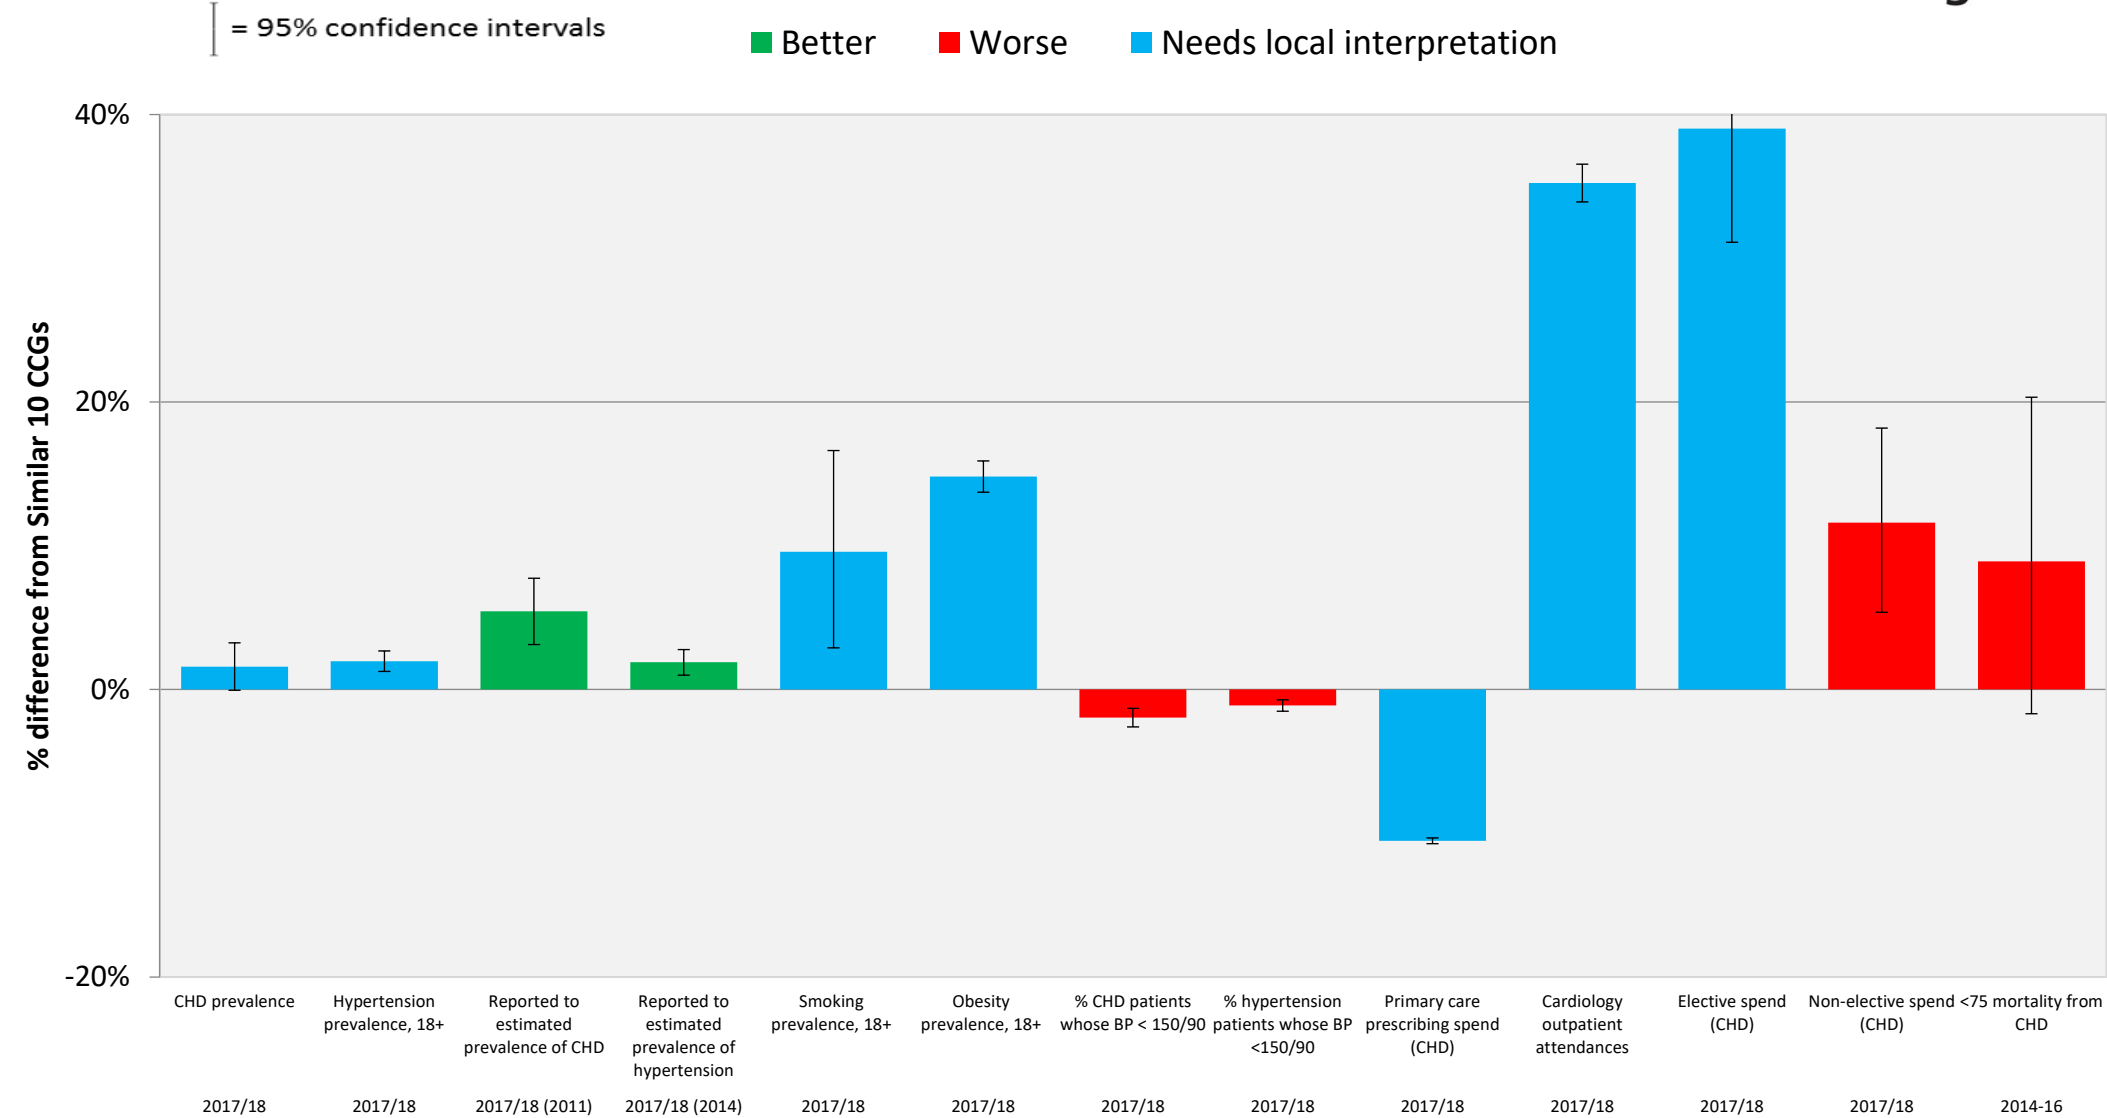 = 95% confidence intervals
Better
Worse
Needs local interpretation
% difference from Similar 10 CCGs
40%
20%
0%
-20%
CHD prevalence
2017/18
Hypertension
prevalence, 18+
2017/18
Reported to
estimated
prevalence of CHD
2017/18 (2011)
Reported to
estimated
prevalence of
hypertension
2017/18 (2014)
Smoking
prevalence, 18+
2017/18
Obesity
prevalence, 18+
2017/18
% CHD patients
whose BP < 150/90
2017/18
% hypertension
patients whose BP
<150/90
2017/18
Primary care
prescribing spend
(CHD)
2017/18
Cardiology
outpatient
attendances
2017/18
Elective spend
(CHD)
2017/18
Non-elective spend
(CHD)
2017/18
<75 mortality from
CHD
2014-16